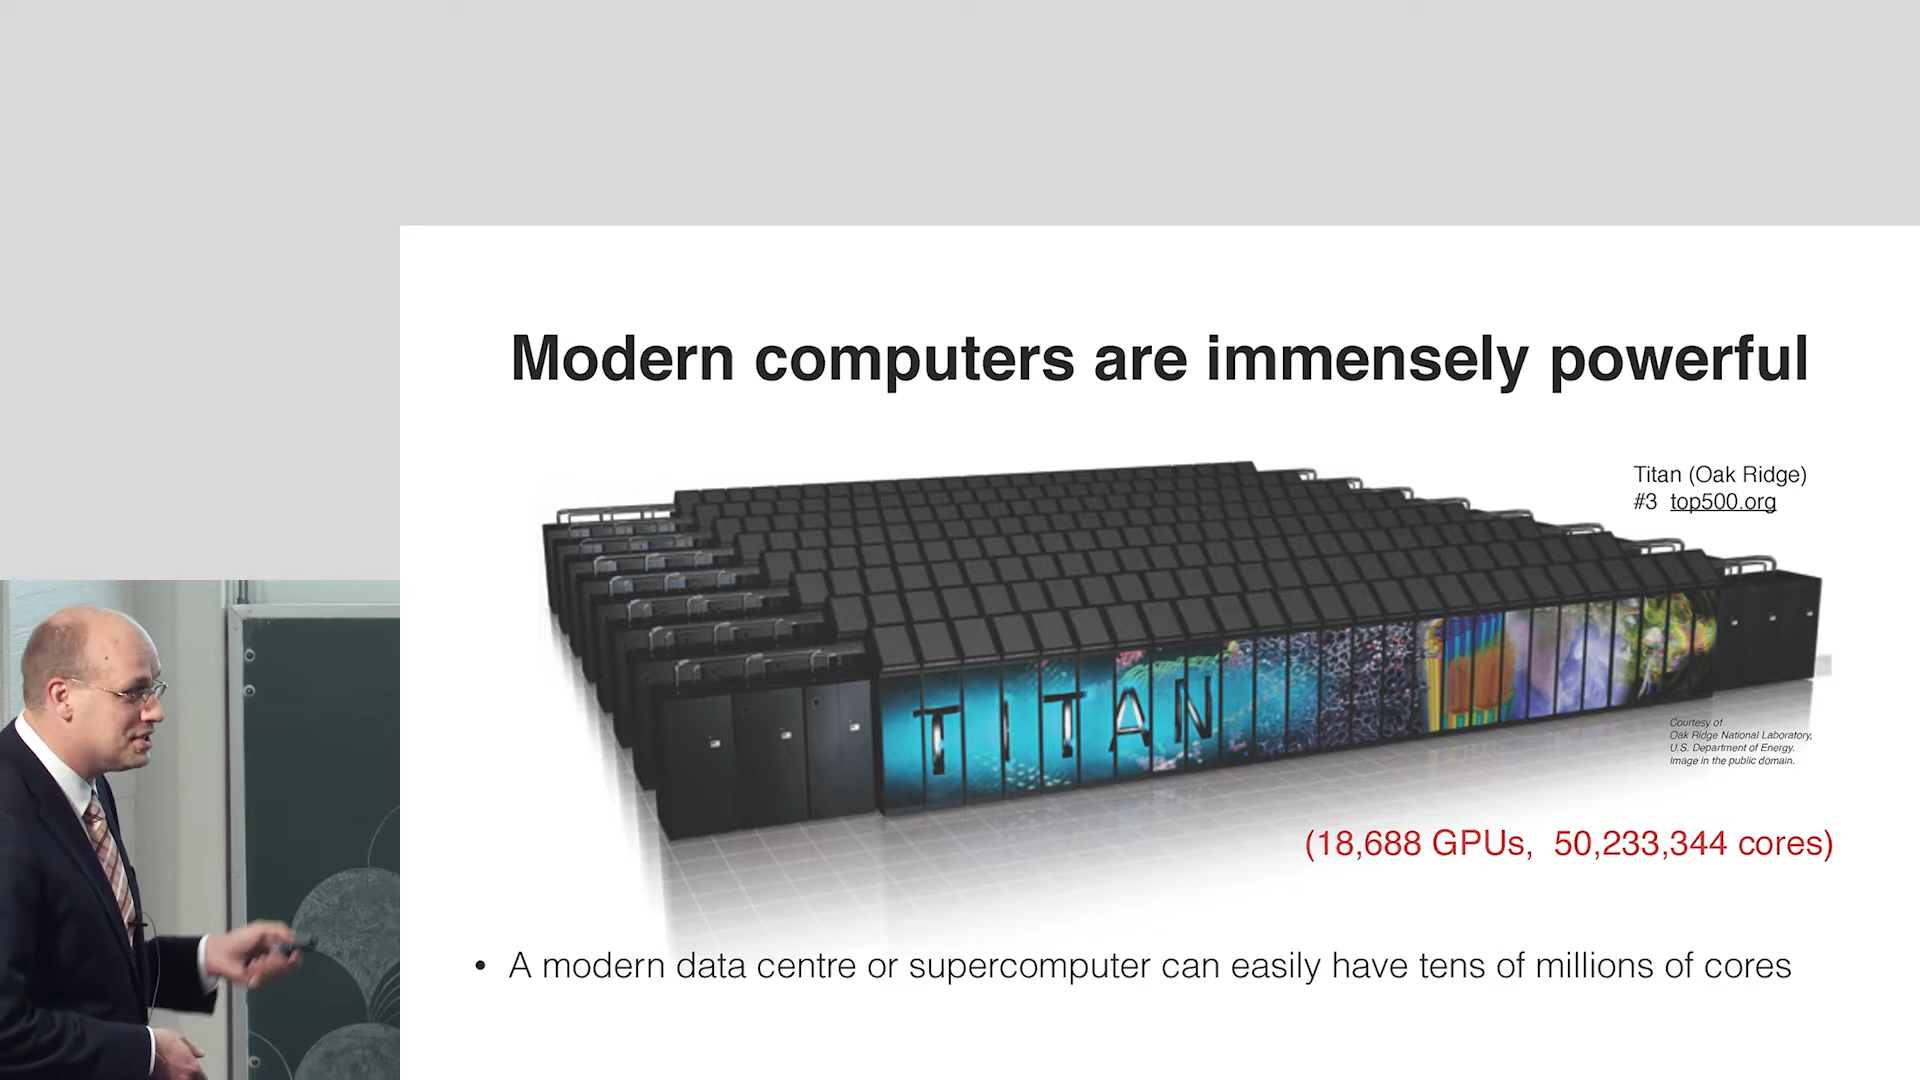 Modern computers are immensely powerful
Titan (Oak Ridge)
#3 top500.org
TITAN
Courtesy of
Oak Ridge National Laboratory,
U.S. Department of Energy.
Image in the public domain.
(18,688 GPUs, 50,233,344 cores)
• A modern data centre or supercomputer can easily have tens of millions of cores